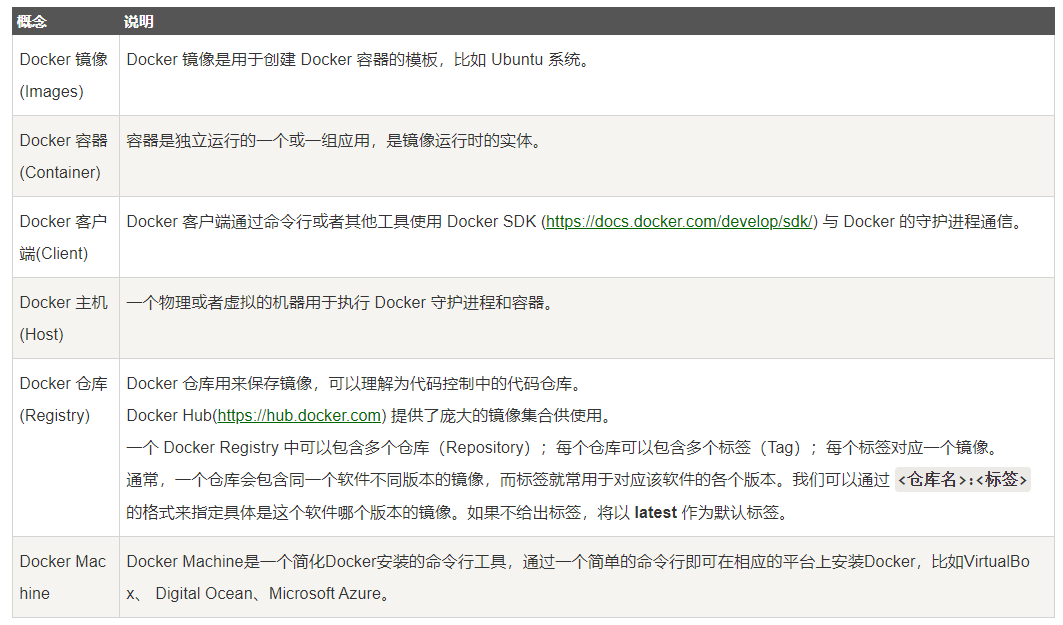 概念 说明
Docker 镜像 Docker 镜像是用于创建 Docker 容器的模板，比如 Ubuntu 系统。
(Images)
Docker 容器 容器是独立运行的一个或一组应用，是镜像运行时的实体。
(Container)
Docker 客户 Docker 客户端通过命令行或者其他工具使用 Docker SDK (https://docs.docker.com/develop/sdk/) 与 Docker 的守护进程通信。
端(Client)
Docker 主机 一个物理或者虚拟的机器用于执行 Docker 守护进程和容器。
(Host)
Docker 仓库 Docker 仓库用来保存镜像，可以理解为代码控制中的代码仓库。
(Registry) Docker Hub(https://hub.docker.com) 提供了庞大的镜像集合供使用。
一个 Docker Registry 中可以包含多个仓库（Repository）；每个仓库可以包含多个标签（Tag）；每个标签对应一个镜像。
通常，一个仓库会包含同一个软件不同版本的镜像，而标签就常用于对应该软件的各个版本。我们可以通过 <仓库名>:<标签>
的格式来指定具体是这个软件哪个版本的镜像。如果不给出标签，将以 latest 作为默认标签。
Docker Mac Docker Machine是一个简化Docker安装的命令行工具，通过一个简单的命令行即可在相应的平台上安装Docker，比如VirtualBo
hine x、 Digital Ocean、Microsoft Azure。